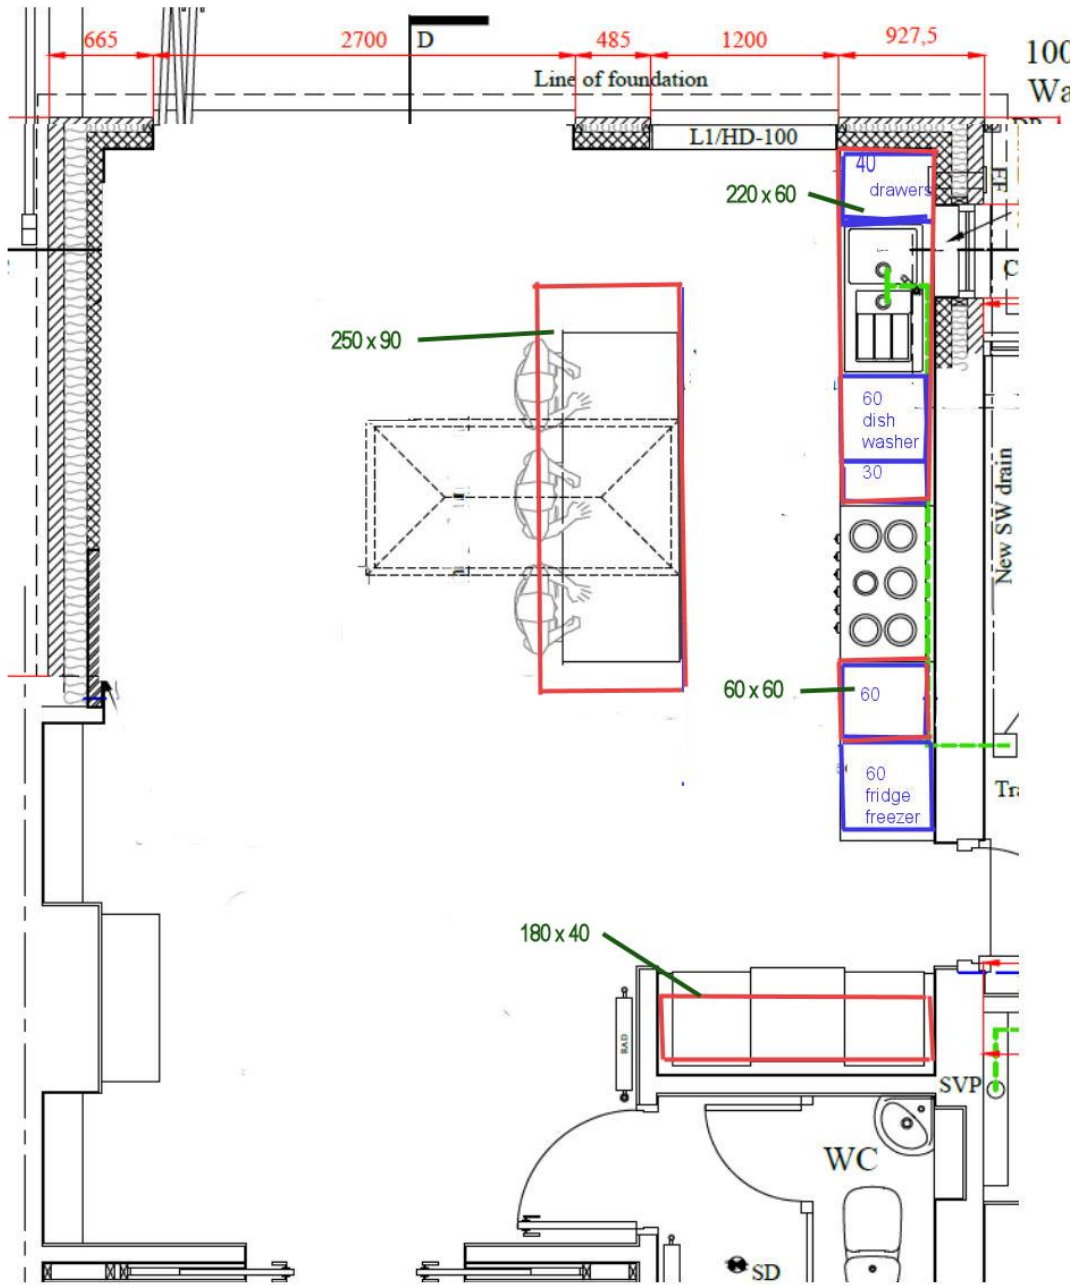 665
2700
D
485
1200
927,5
100
Wa
Line of foundation
L1/HD-100
40
drawers
220 x 60
C
250 x 90
60
dish
washer
30
New SW drain
60 x 60
60
60
fridge
freezer
Tra
180 x 40
RAD
SVP
WC
SD